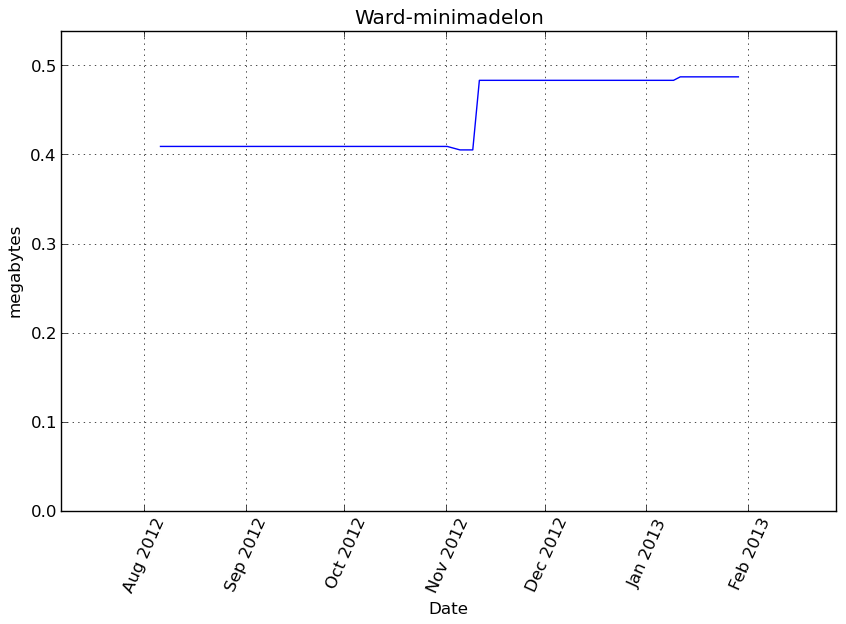 Ward-minimadelon
0.5
0.4
0.3
0.2
0.1
0.0
megabytes
Aug 2012
Sep 2012
Oct 2012
Nov 2012
Dec 2012
Jan 2013
Feb 2013
Date